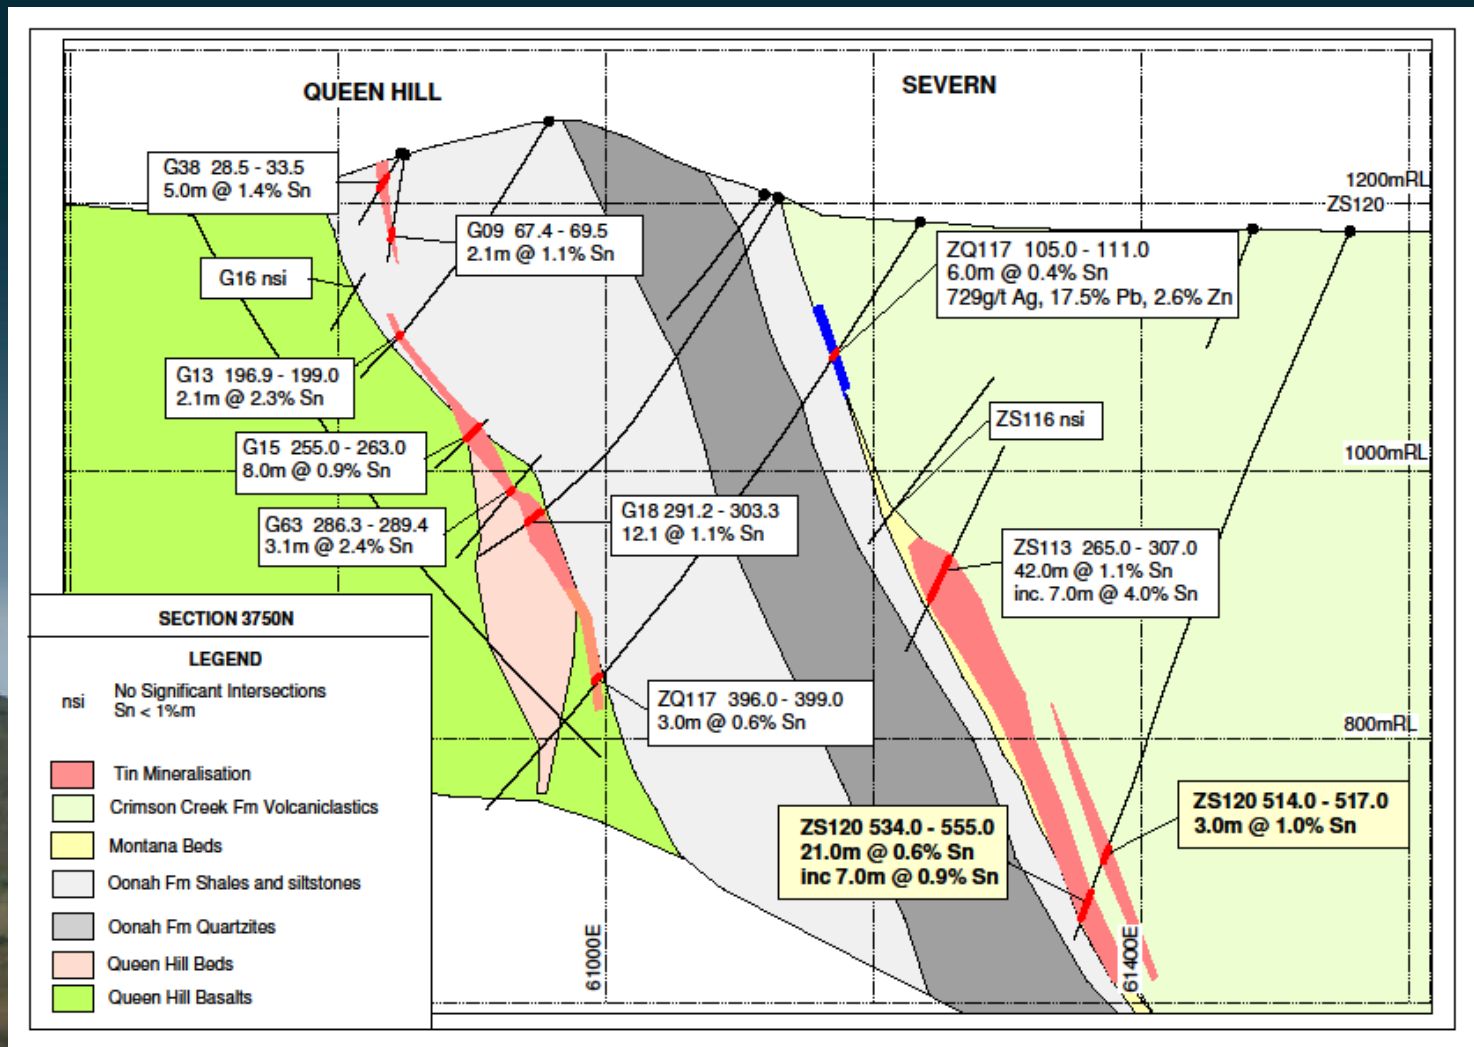 QUEEN HILL
SEVERN
G38 28.5 - 33.5
5.0m @ 1.4% Sn
1200mRL
ZS120
G09 67.4 - 69.5
2.1m @ 1.1% Sn
ZQ117 105.0 - 111.0
6.0m @ 0.4% Sn
729g/t Ag, 17.5% Pb, 2.6% Zn
G16 nsi
G13 196.9 - 199.0
2.1m @ 2.3% Sn
ZS116 nsi
G15 255.0 - 263.0
8.0m @ 0.9% Sn
1000mRL
G63 286.3 - 289.4
3.1m @ 2.4% Sn
G18 291.2 - 303.3
12.1 @ 1.1% Sn
ZS113 265.0 - 307.0
42.0m @ 1.1% Sn
inc. 7.0m @ 4.0% Sn
ZQ117 396.0 - 399.0
3.0m @ 0.6% Sn
800mRL
ZS120 514.0 - 517.0
3.0m @ 1.0% Sn
ZS120 534.0 - 555.0
21.0m @ 0.6% Sn
inc 7.0m @ 0.9% Sn
61000E
61400E
SECTION 3750N
LEGEND
nsi No Significant Intersections
Sn < 1%m
Tin Mineralisation
Crimson Creek Fm Volcaniclastics
Montana Beds
Oonah Fm Shales and siltstones
Oonah Fm Quartzites
Queen Hill Beds
Queen Hill Basalts